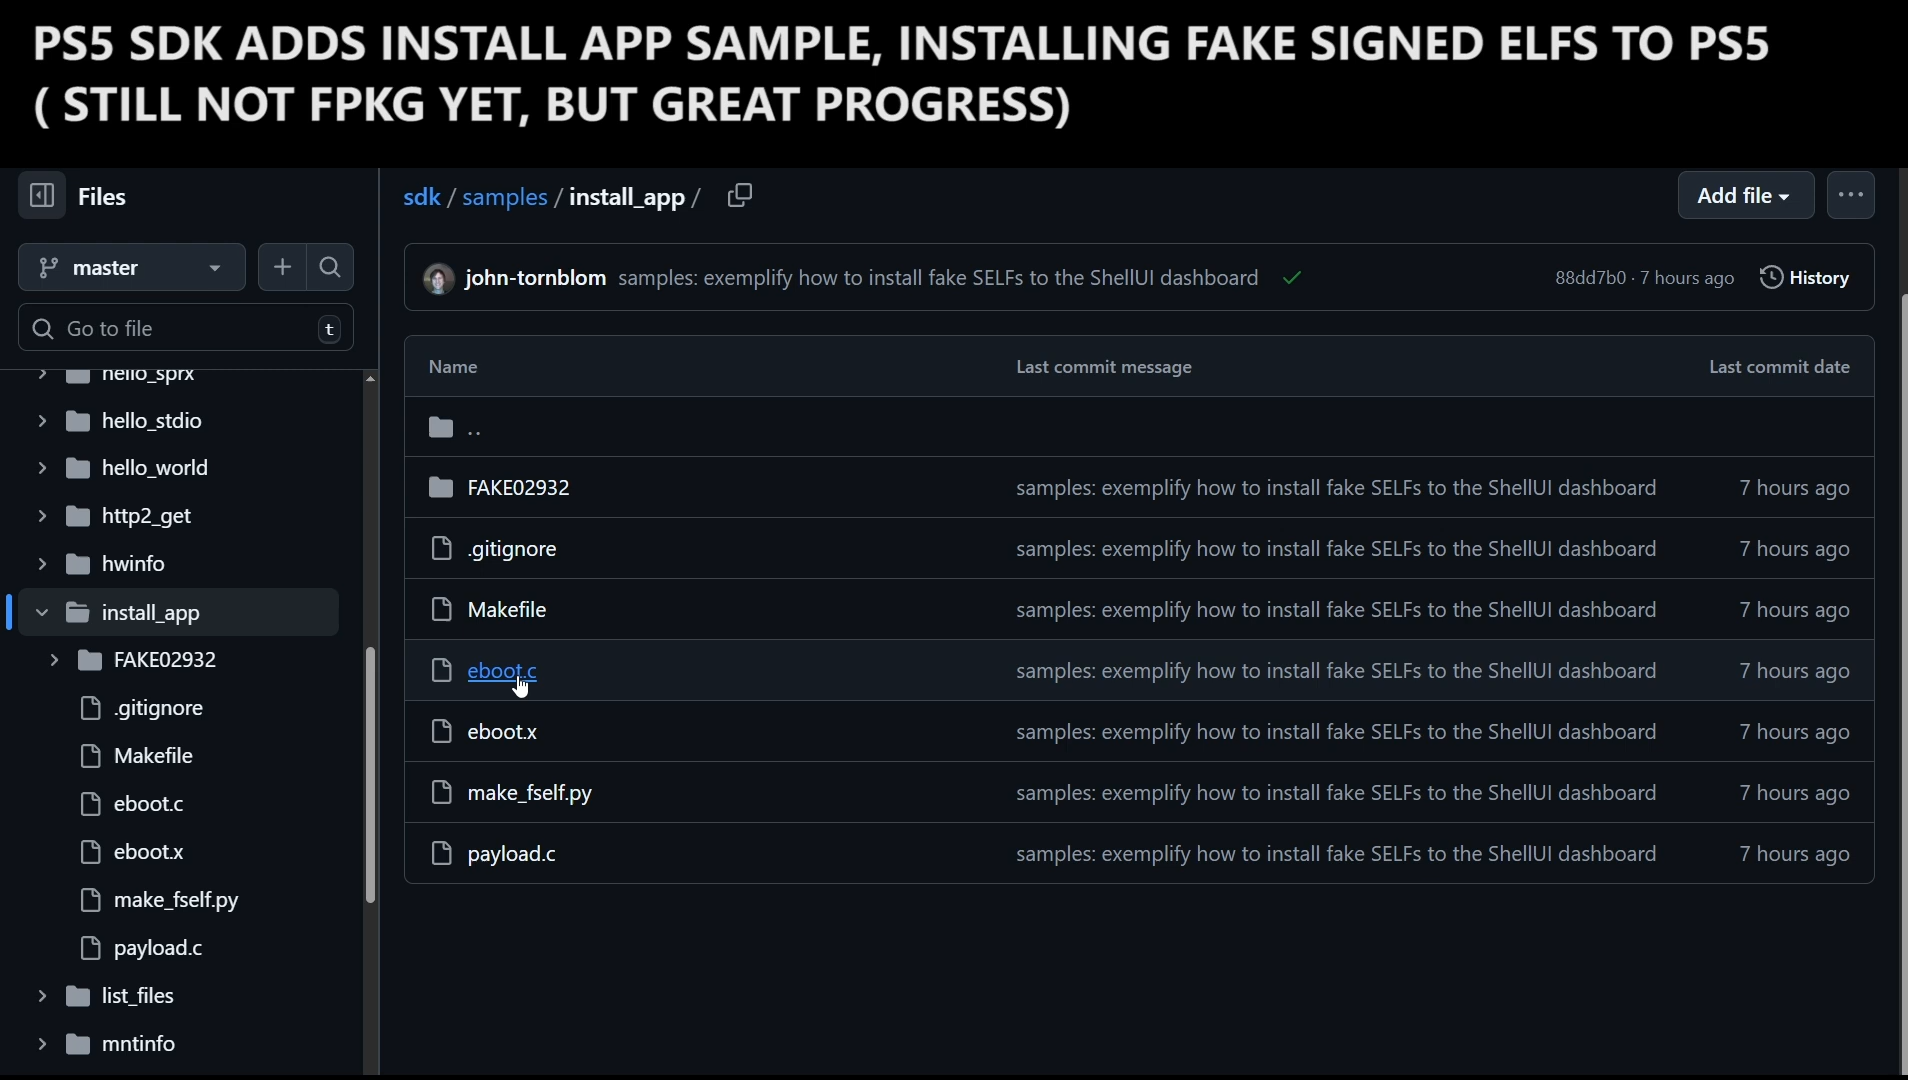 PS5 SDK ADDS INSTALL APP SAMPLE, INSTALLING FAKE SIGNED ELFS TO PS5
( STILL NOT FPKG YET, BUT GREAT PROGRESS)
Files
sdk / samples / install_app /
Add file
master
john-tornblom samples: exemplify how to install fake SELFs to the ShellUI dashboard
88dd7b0 · 7 hours ago
History
Go to file
t
Name
Last commit message
Last commit date
hello_sprx
hello_stdio
hello_world
http2_get
hwinfo
install_app
FAKE02932
.gitignore
Makefile
eboot.c
eboot.x
make_fself.py
payload.c
list_files
mntinfo
..
FAKE02932 samples: exemplify how to install fake SELFs to the ShellUI dashboard 7 hours ago
.gitignore samples: exemplify how to install fake SELFs to the ShellUI dashboard 7 hours ago
Makefile samples: exemplify how to install fake SELFs to the ShellUI dashboard 7 hours ago
eboot.c samples: exemplify how to install fake SELFs to the ShellUI dashboard 7 hours ago
eboot.x samples: exemplify how to install fake SELFs to the ShellUI dashboard 7 hours ago
make_fself.py samples: exemplify how to install fake SELFs to the ShellUI dashboard 7 hours ago
payload.c samples: exemplify how to install fake SELFs to the ShellUI dashboard 7 hours ago